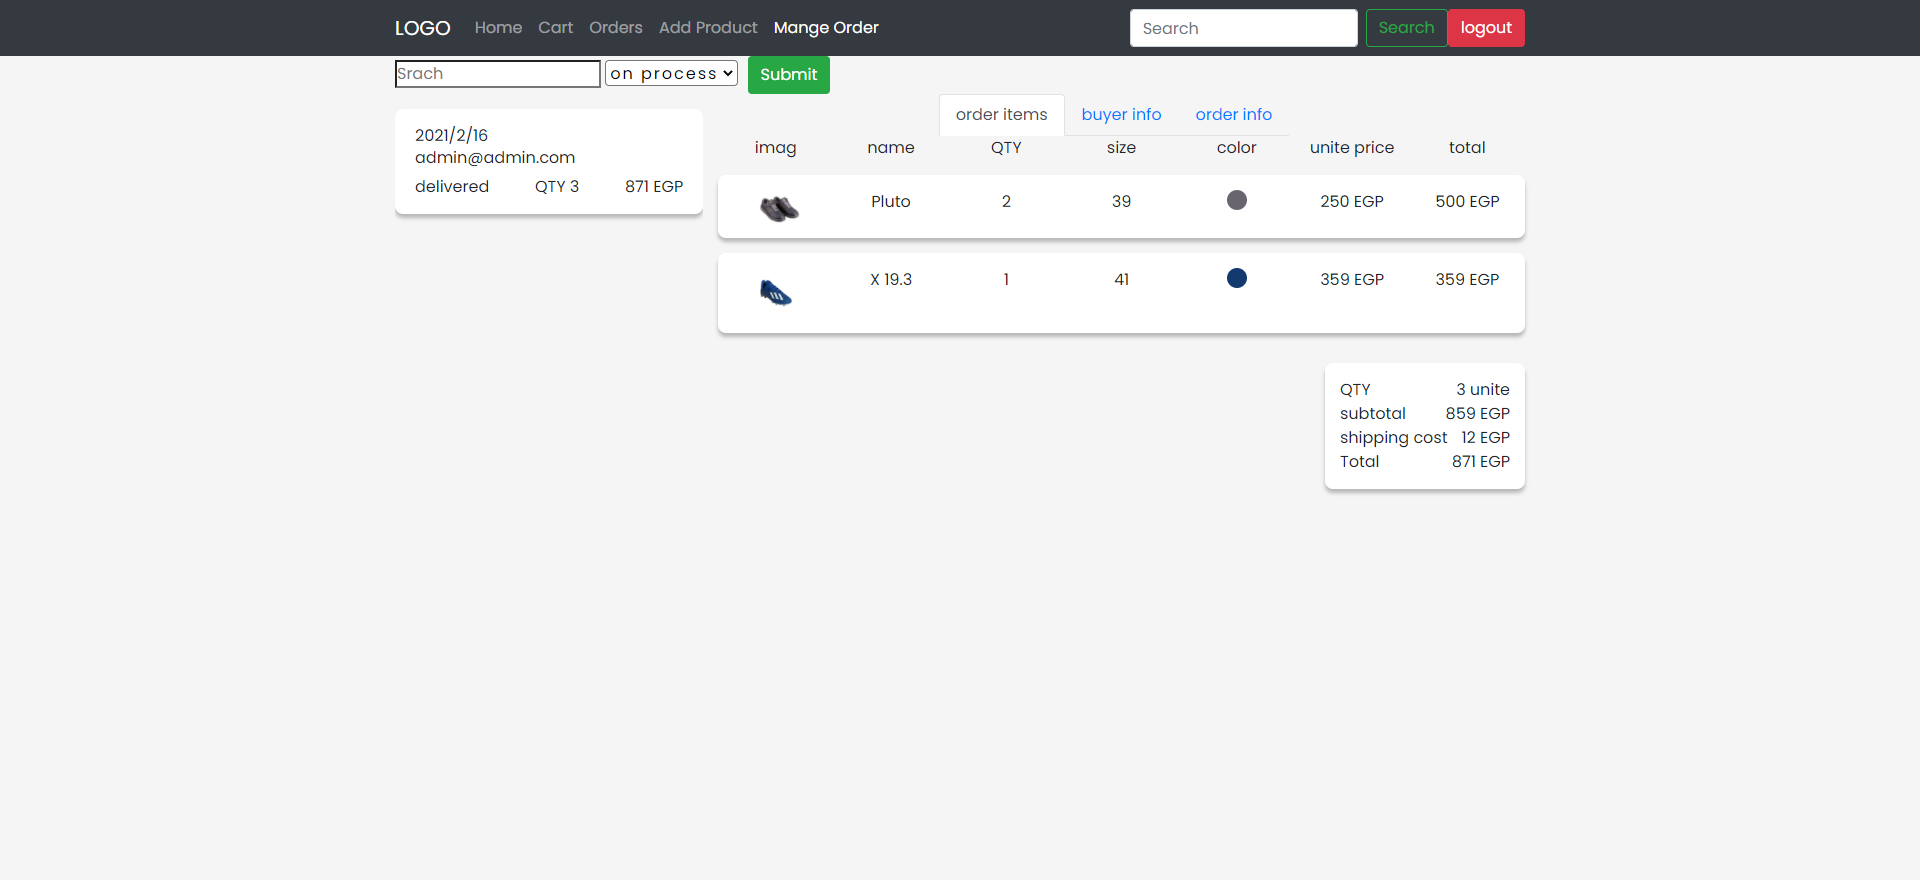 LOGO Home Cart Orders Add Product Mange Order Search Search logout
Srach on process Submit
2021/2/16
admin@admin.com
delivered QTY 3 871 EGP
order items buyer info order info
imag name QTY size color unite price total
Pluto 2 39 250 EGP 500 EGP
X 19.3 1 41 359 EGP 359 EGP
QTY 3 unite
subtotal 859 EGP
shipping cost 12 EGP
Total 871 EGP